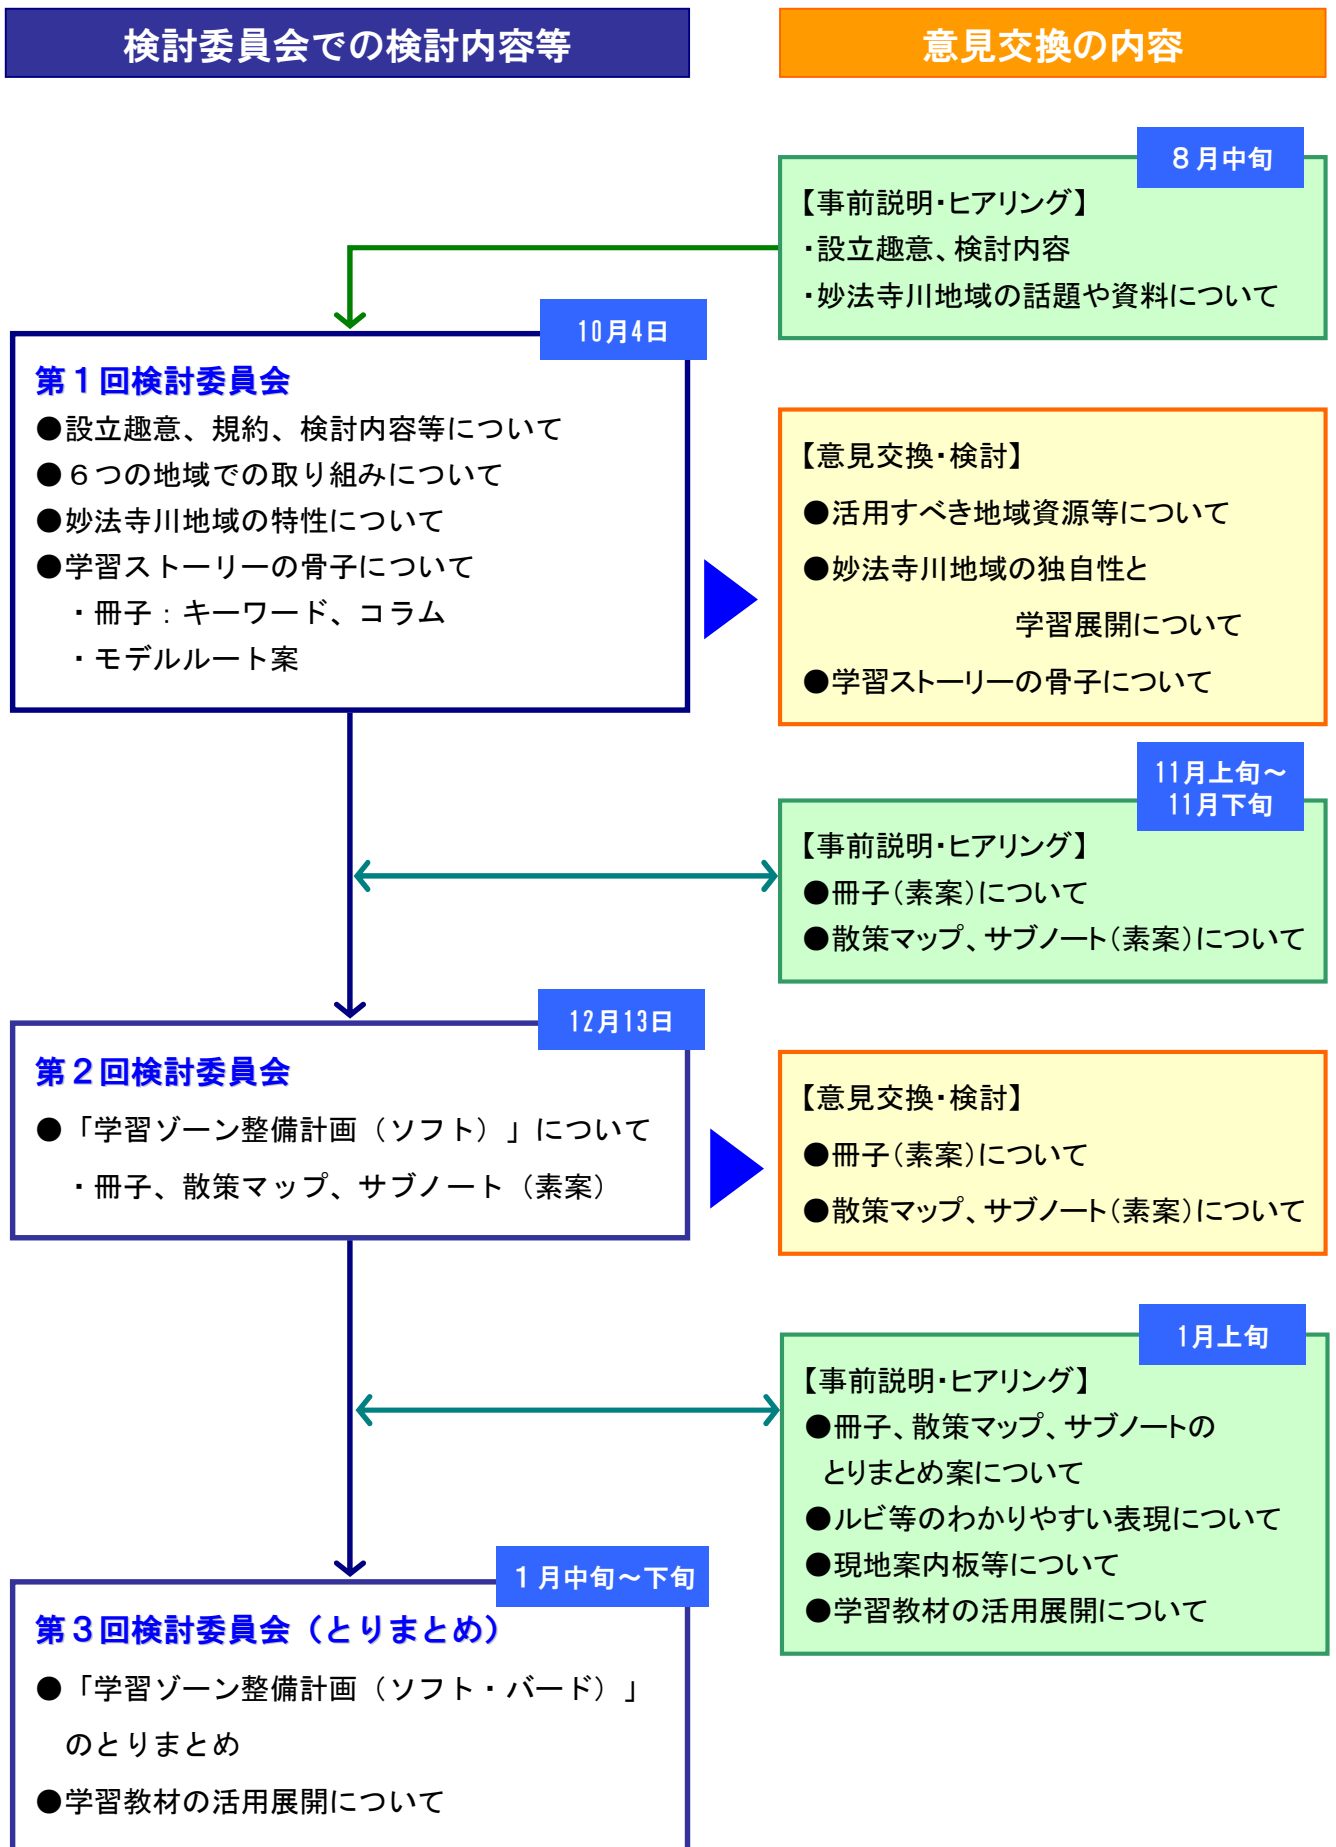 検討委員会での検討内容等
意見交換の内容
8月中旬
【事前説明・ヒアリング】
・設立趣意、検討内容
・妙法寺川地域の話題や資料について
10月4日
第1回検討委員会
●設立趣意、規約、検討内容等について
●6つの地域での取り組みについて
●妙法寺川地域の特性について
●学習ストーリーの骨子について
・冊子：キーワード、コラム
・モデルルート案
【意見交換・検討】
●活用すべき地域資源等について
●妙法寺川地域の独自性と
学習展開について
●学習ストーリーの骨子について
11月上旬～
11月下旬
【事前説明・ヒアリング】
●冊子（素案）について
●散策マップ、サブノート（素案）について
12月13日
第2回検討委員会
●「学習ゾーン整備計画（ソフト）」について
・冊子、散策マップ、サブノート（素案）
【意見交換・検討】
●冊子（素案）について
●散策マップ、サブノート（素案）について
1月上旬
【事前説明・ヒアリング】
●冊子、散策マップ、サブノートの
とりまとめ案について
●ルビ等のわかりやすい表現について
●現地案内板等について
●学習教材の活用展開について
1月中旬～下旬
第3回検討委員会（とりまとめ）
●「学習ゾーン整備計画（ソフト・バード）」
のとりまとめ
●学習教材の活用展開について